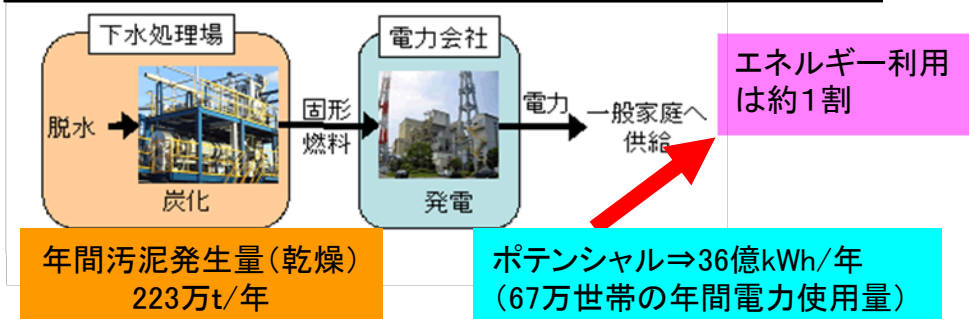 下水処理場
電力会社
エネルギー利用
は約1割
脱水
固形
燃料
電力
一般家庭へ
供給
炭化
発電
年間汚泥発生量(乾燥)
223万t/年
ポテンシャル⇒36億kWh/年
(67万世帯の年間電力使用量)